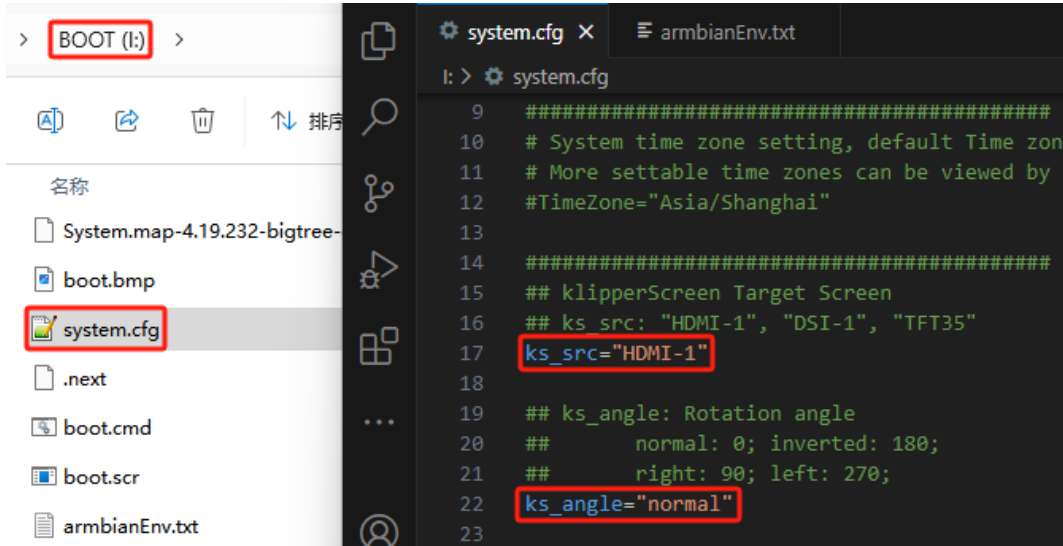 > BOOT (I:) >
排序
名称
System.map-4.19.232-bigtree-
boot.bmp
system.cfg
.next
boot.cmd
boot.scr
armbianEnv.txt
system.cfg × armbianEnv.txt
I: > system.cfg
9 ###########################################
10 # System time zone setting, default Time zon
11 # More settable time zones can be viewed by
12 #TimeZone="Asia/Shanghai"
13
14 ###########################################
15 ## klipperScreen Target Screen
16 ## ks_src: "HDMI-1", "DSI-1", "TFT35"
17 ks_src="HDMI-1"
18
19 ## ks_angle: Rotation angle
20 ##       normal: 0; inverted: 180;
21 ##       right: 90; left: 270;
22 ks_angle="normal"
23